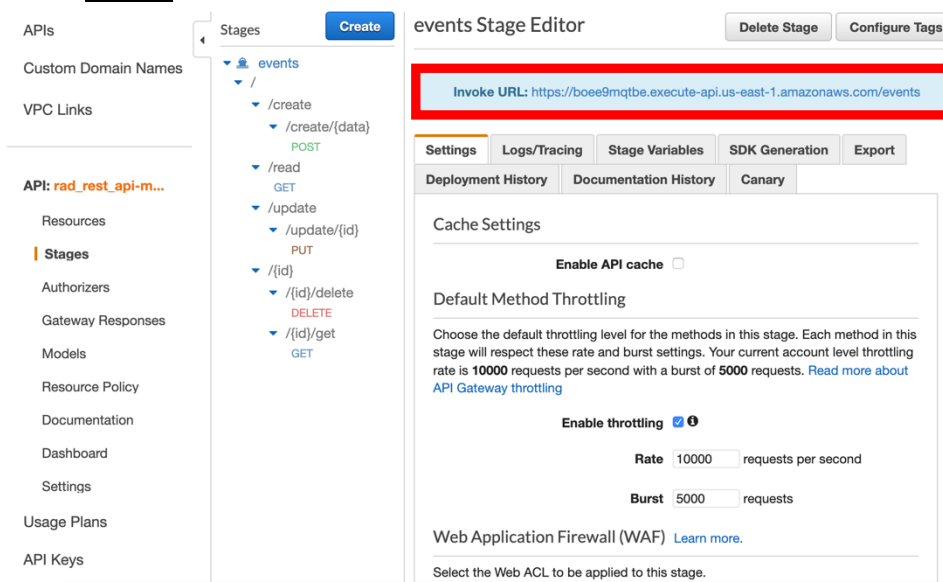 APIs
Custom Domain Names
VPC Links
API: rad_rest_api-m...
Resources
Stages
Authorizers
Gateway Responses
Models
Resource Policy
Documentation
Dashboard
Settings
Usage Plans
API Keys
Stages
Create
events
/
/create
/create/{data}
POST
/read
GET
/update
/update/{id}
PUT
/{id}
/{id}/delete
DELETE
/{id}/get
GET
events Stage Editor
Delete Stage
Configure Tags
Invoke URL: https://boee9mqtbe.execute-api.us-east-1.amazonaws.com/events
Settings
Logs/Tracing
Stage Variables
SDK Generation
Export
Deployment History
Documentation History
Canary
Cache Settings
Enable API cache
Default Method Throttling
Choose the default throttling level for the methods in this stage. Each method in this
stage will respect these rate and burst settings. Your current account level throttling
rate is 10000 requests per second with a burst of 5000 requests. Read more about
API Gateway throttling
Enable throttling
Rate 10000 requests per second
Burst 5000 requests
Web Application Firewall (WAF) Learn more.
Select the Web ACL to be applied to this stage.